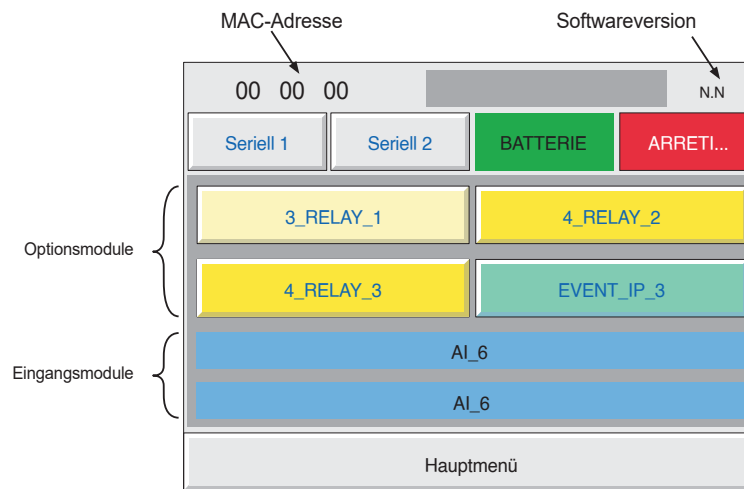 MAC-Adresse
Softwareversion
00 00 00
N.N
Seriell 1
Seriell 2
BATTERIE
ARRETI...
3_RELAY_1
4_RELAY_2
Optionsmodule
4_RELAY_3
EVENT_IP_3
AI_6
Eingangsmodule
AI_6
Hauptmenü